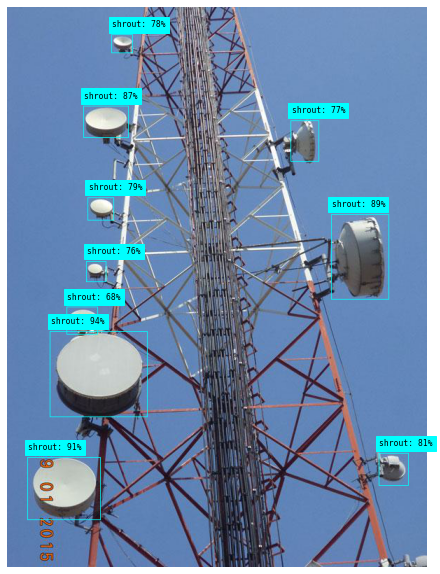 shrout: 78%
shrout: 87%
shrout: 77%
shrout: 79%
shrout: 89%
shrout: 76%
shrout: 68%
shrout: 94%
shrout: 81%
shrout: 91%
9 01 2015